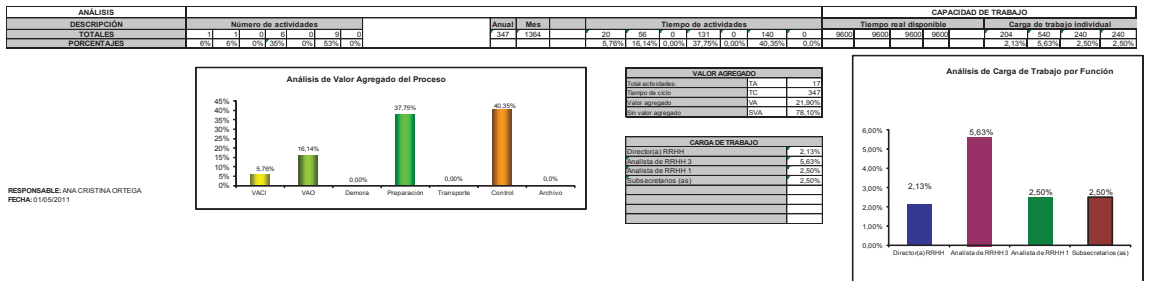 ANÁLISIS CAPACIDAD DE TRABAJO
DESCRIPCIÓN Número de actividades Anual Mes Tiempo de actividades Tiempo real disponible Carga de trabajo individual
TOTALES 1 1 0 6 0 9 0 347 1364 20 56 0 131 0 140 0 9600 9600 9600 9600 204 540 240 240
PORCENTAJES 6% 6% 0% 35% 0% 53% 0% 5,76% 16,14% 0,00% 37,75% 0,00% 40,35% 0,0% 2,13% 5,63% 2,50% 2,50%
Análisis de Valor Agregado del Proceso
45%
40%
35%
30%
25%
20%
15%
10%
5%
0%
5,76% 16,14% 0,00% 37,75% 0,00% 40,35% 0,0%
VACI VAO Demora Preparación Transporte Control Archivo
VALOR AGREGADO
Total actividades: TA 17
Tiempo de ciclo TC 347
Valor agregado VA 21,90%
Sin valor agregado SVA 78,10%
CARGA DE TRABAJO
Director(a) RRHH 2,13%
Analista de RRHH 3 5,63%
Analista de RRHH 1 2,50%
Subsecretarios (as) 2,50%
Análisis de Carga de Trabajo por Función
6,00%
5,00%
4,00%
3,00%
2,00%
1,00%
0,00%
2,13% 5,63% 2,50% 2,50%
Director(a) RRHH Analista de RRHH 3 Analista de RRHH 1 Subsecretarios (as)
RESPONSABLE: ANA CRISTINA ORTEGA
FECHA: 01/05/2011